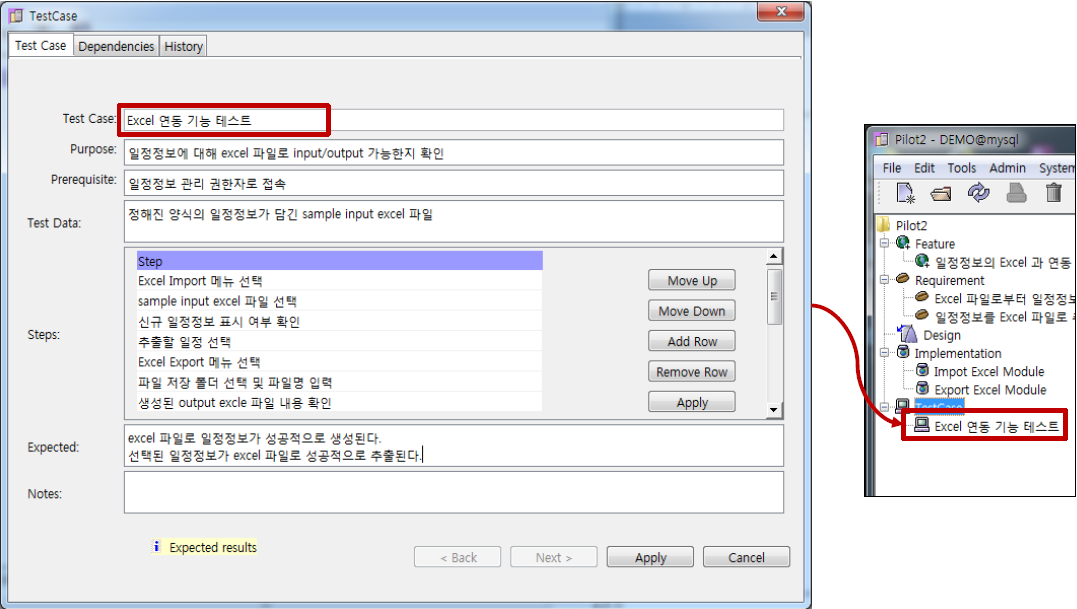 TestCase
Test Case Dependencies History
Test Case: Excel 연동 기능 테스트
Purpose: 일정정보에 대해 excel 파일로 input/output 가능한지 확인
Prerequisite: 일정정보 관리 권한자로 접속
Test Data: 정해진 양식의 일정정보가 담긴 sample input excel 파일
Steps:
Step
Excel Import 메뉴 선택
sample input excel 파일 선택
신규 일정정보 표시 여부 확인
추출할 일정 선택
Excel Export 메뉴 선택
파일 저장 폴더 선택 및 파일명 입력
생성된 output excle 파일 내용 확인
Move Up
Move Down
Add Row
Remove Row
Apply
Expected: excel 파일로 일정정보가 성공적으로 생성된다.
선택된 일정정보가 excel 파일로 성공적으로 추출된다.
Notes:
i Expected results
< Back Next > Apply Cancel
Pilot2 - DEMO@mysql
File Edit Tools Admin System
Pilot2
Feature
일정정보의 Excel 과 연동
Requirement
Excel 파일로부터 일정정보
일정정보를 Excel 파일로
Design
Implementation
Impot Excel Module
Export Excel Module
TestCase
Excel 연동 기능 테스트